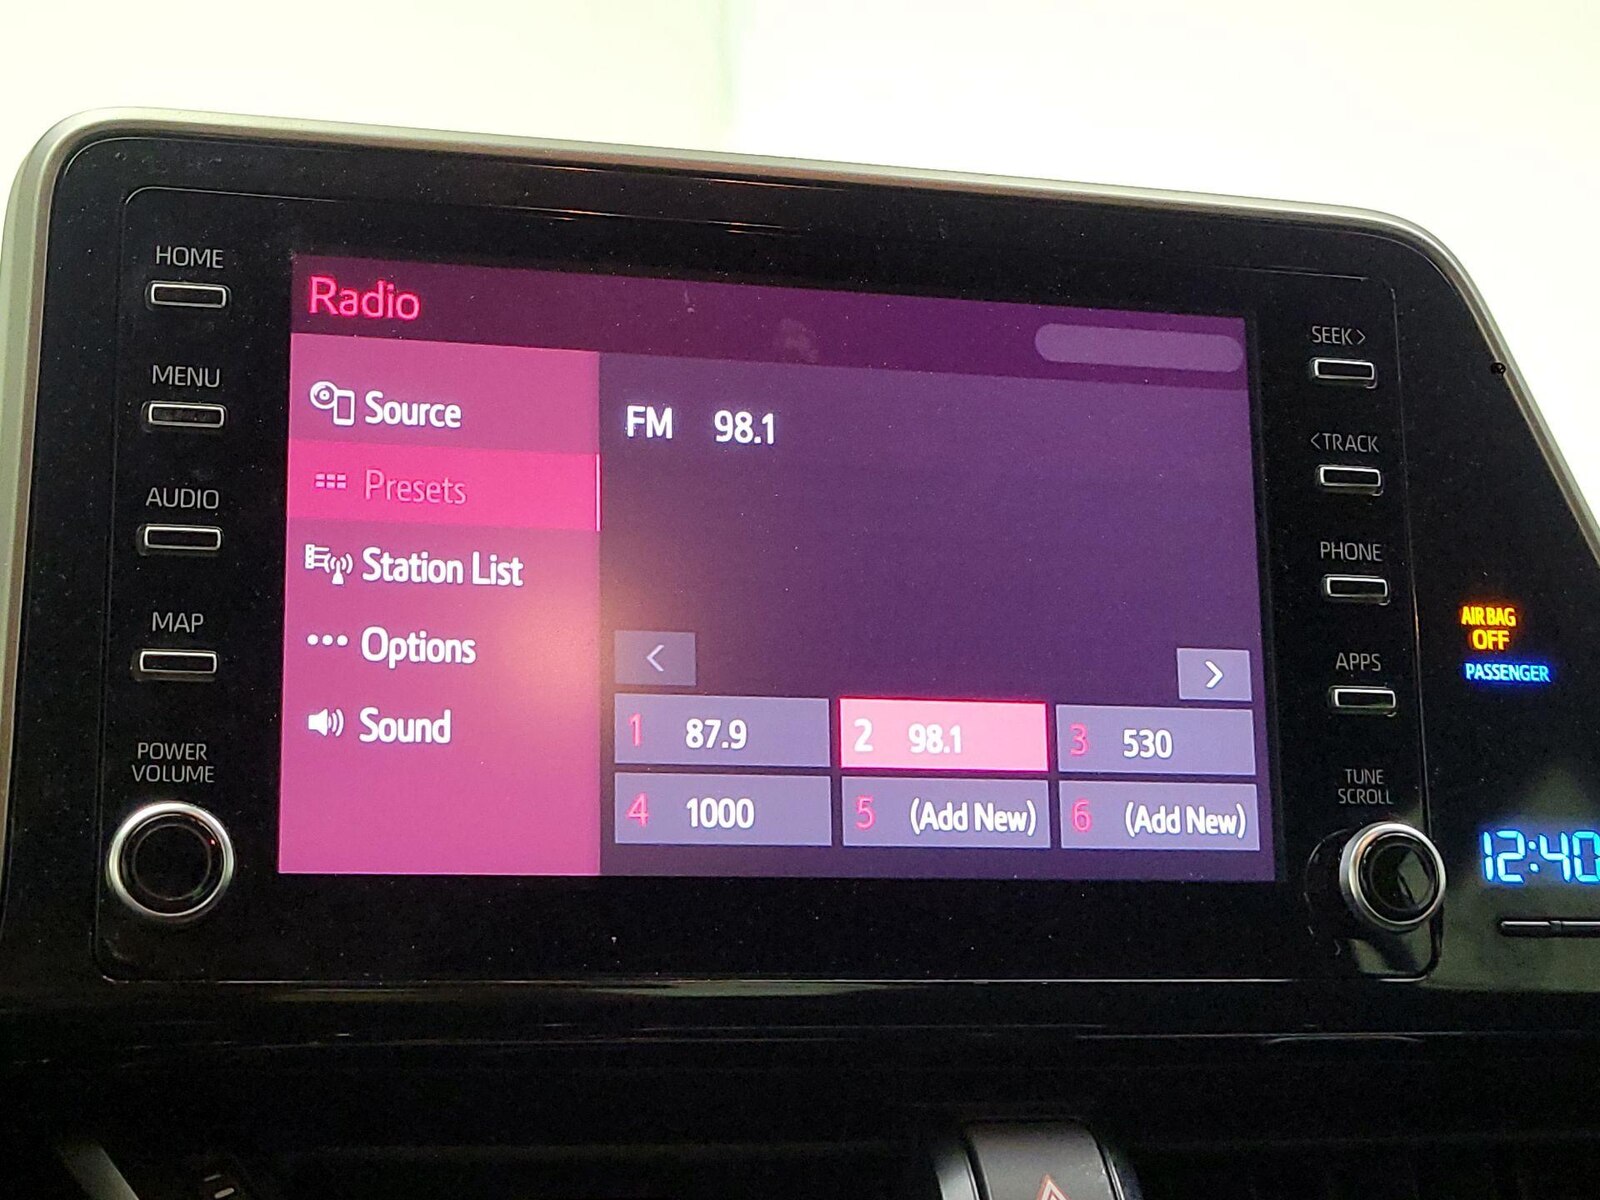 HOME
MENU
AUDIO
MAP
POWER
VOLUME
Radio
Source
Presets
Station List
Options
Sound
FM 98.1
<
>
1 87.9
2 98.1
3 530
4 1000
5 (Add New)
6 (Add New)
SEEK>
<TRACK
PHONE
APPS
TUNE
SCROLL
AIR BAG
OFF
PASSENGER
12:40